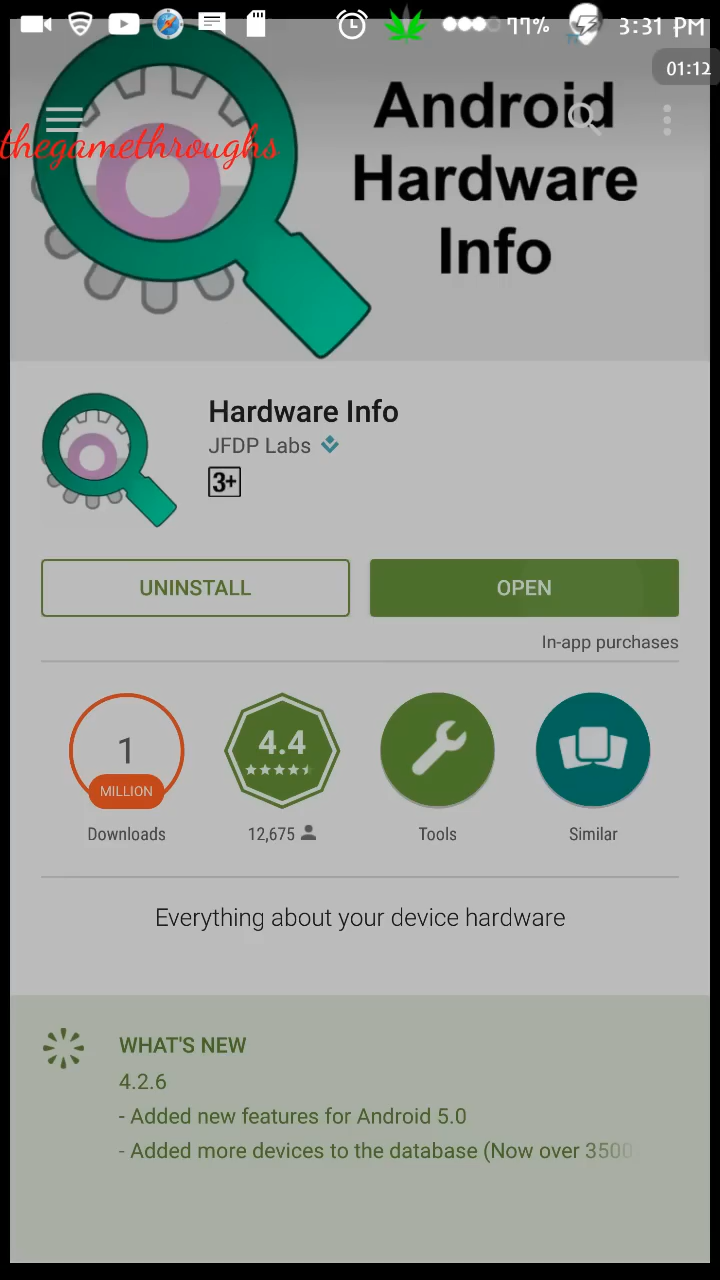 77% 3:31 PM
01:12
thegamethroughs
Android
Hardware
Info
Hardware Info
JFDP Labs
3+
UNINSTALL
OPEN
In-app purchases
1
MILLION
Downloads
4.4
12,675
Tools
Similar
Everything about your device hardware
WHAT'S NEW
4.2.6
- Added new features for Android 5.0
- Added more devices to the database (Now over 3500